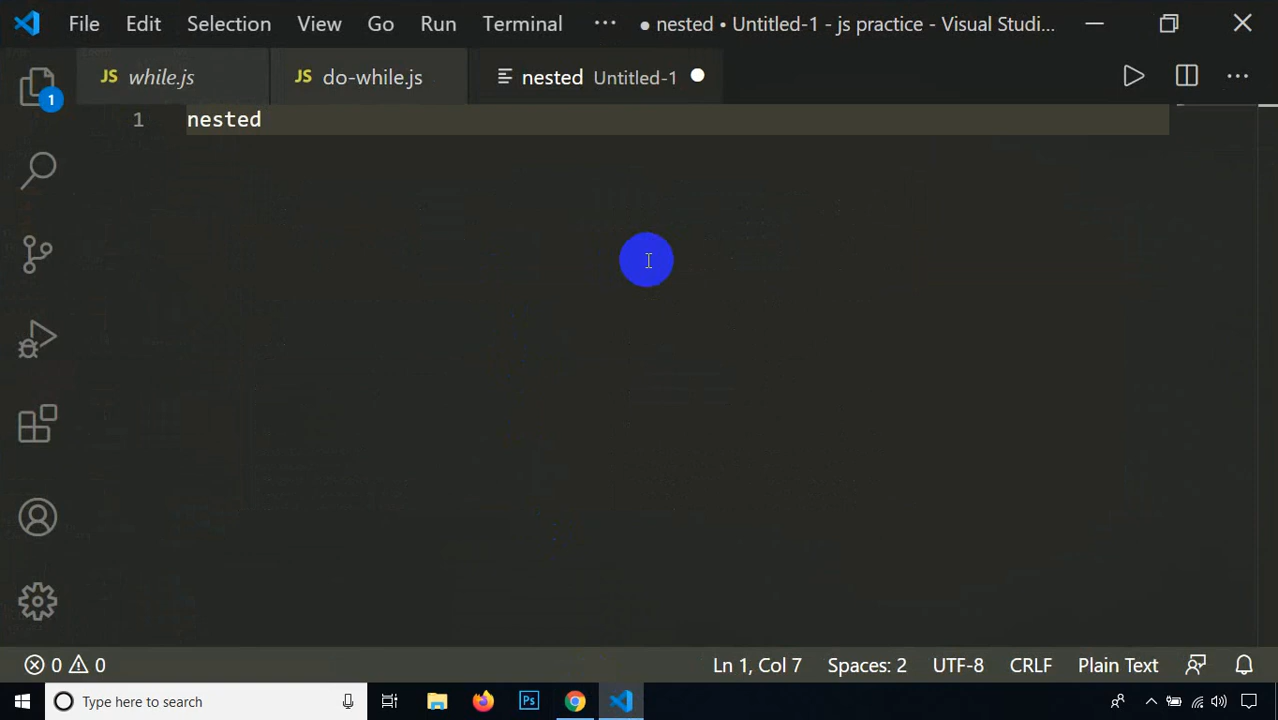 File Edit Selection View Go Run Terminal ··· ● nested • Untitled-1 - js practice - Visual Studi...
JS while.js JS do-while.js nested Untitled-1
1
1 nested
0 0 Ln 1, Col 7 Spaces: 2 UTF-8 CRLF Plain Text
Type here to search Ps